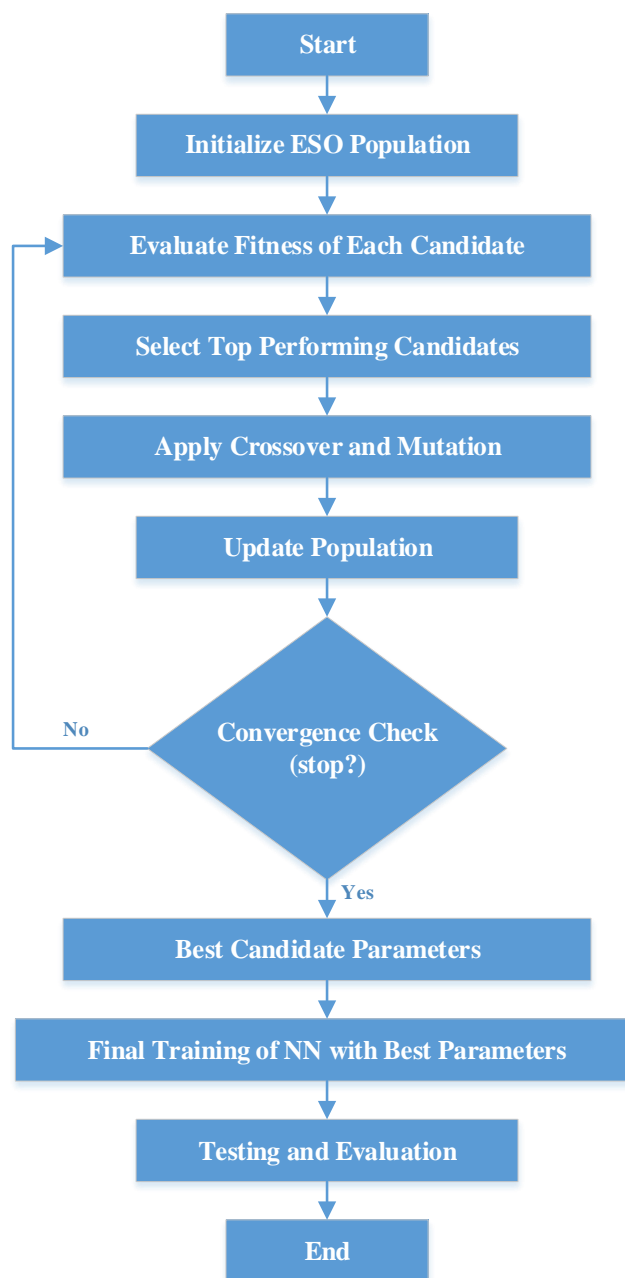 Start
Initialize ESO Population
Evaluate Fitness of Each Candidate
Select Top Performing Candidates
Apply Crossover and Mutation
Update Population
No
Convergence Check
(stop?)
Yes
Best Candidate Parameters
Final Training of NN with Best Parameters
Testing and Evaluation
End